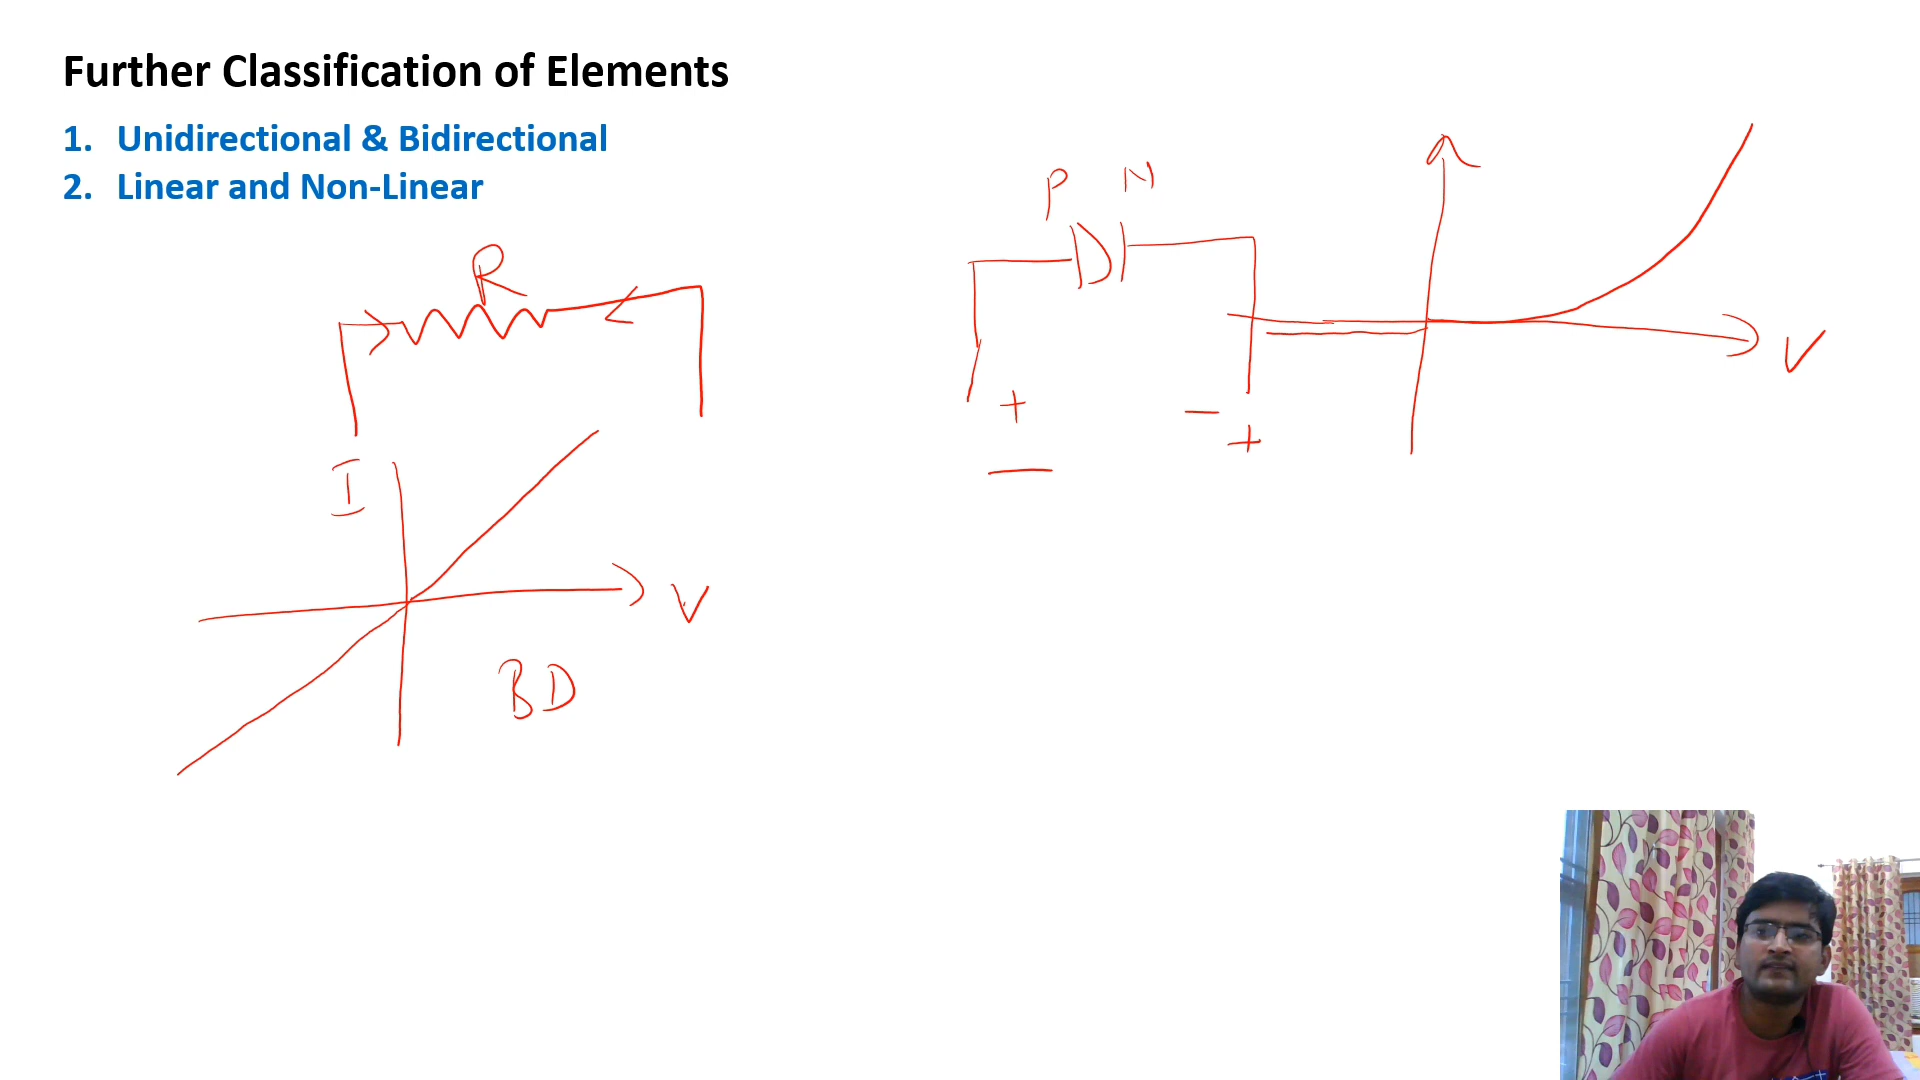 Further Classification of Elements
1. Unidirectional & Bidirectional
2. Linear and Non-Linear
R
I
V
BD
P N
+ −
− +
V